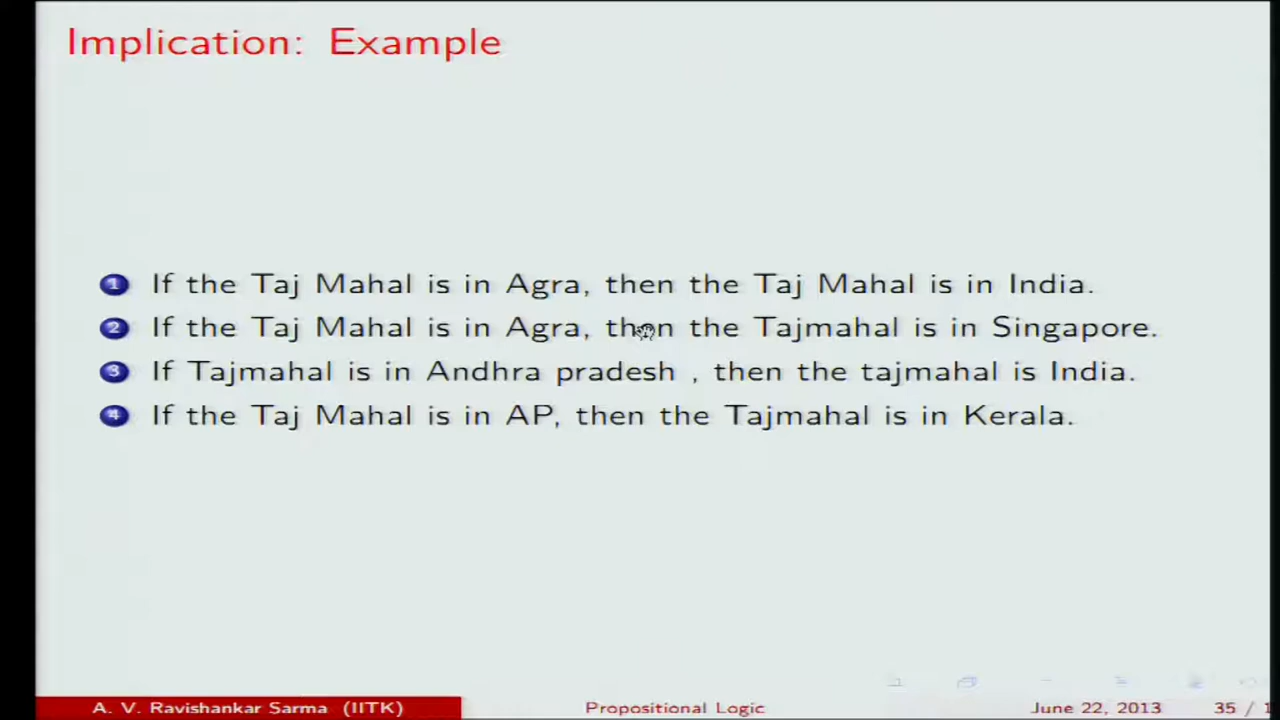 Implication: Example
1 If the Taj Mahal is in Agra, then the Taj Mahal is in India.
2 If the Taj Mahal is in Agra, then the Tajmahal is in Singapore.
3 If Tajmahal is in Andhra pradesh , then the tajmahal is India.
4 If the Taj Mahal is in AP, then the Tajmahal is in Kerala.
A. V. Ravishankar Sarma (IITK) Propositional Logic June 22, 2013 35 / 1